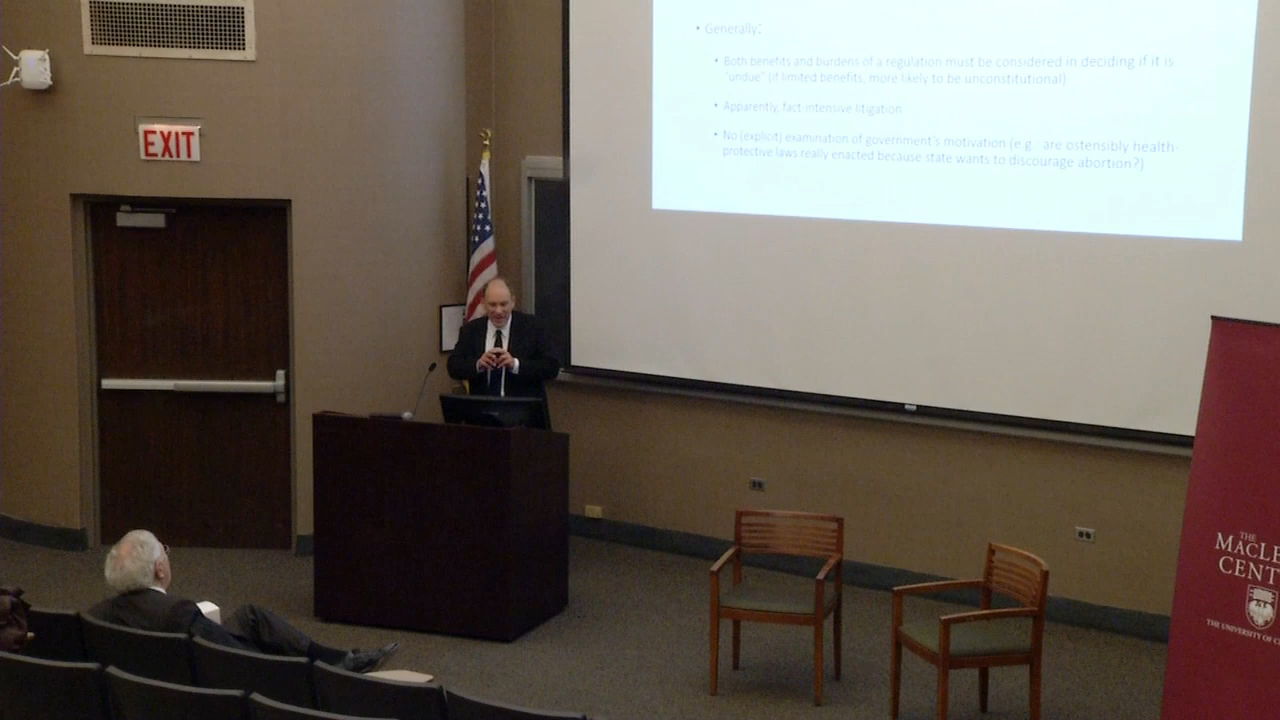 • Generally:
• Both benefits and burdens of a regulation must be considered in deciding if it is
"undue" (if limited benefits, more likely to be unconstitutional)
• Apparently, fact-intensive litigation
• No (explicit) examination of government's motivation (e.g. are ostensibly health-
protective laws really enacted because state wants to discourage abortion?)
EXIT
THE
MACLE
CENT
THE UNIVERSITY OF C